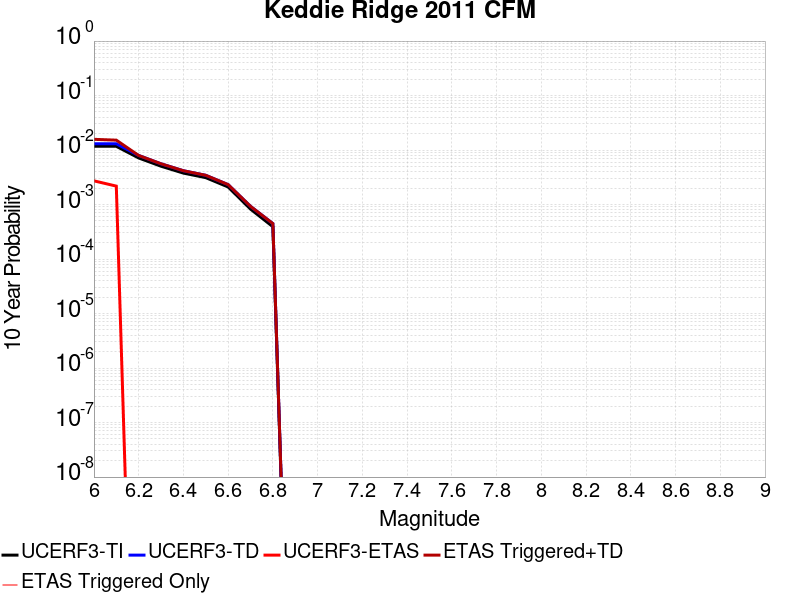 Keddie Ridge 2011 CFM
10 Year Probability
10^0
10^-1
10^-2
10^-3
10^-4
10^-5
10^-6
10^-7
10^-8
6 6.2 6.4 6.6 6.8 7 7.2 7.4 7.6 7.8 8 8.2 8.4 8.6 8.8 9
Magnitude
UCERF3-TI UCERF3-TD UCERF3-ETAS ETAS Triggered+TD
ETAS Triggered Only